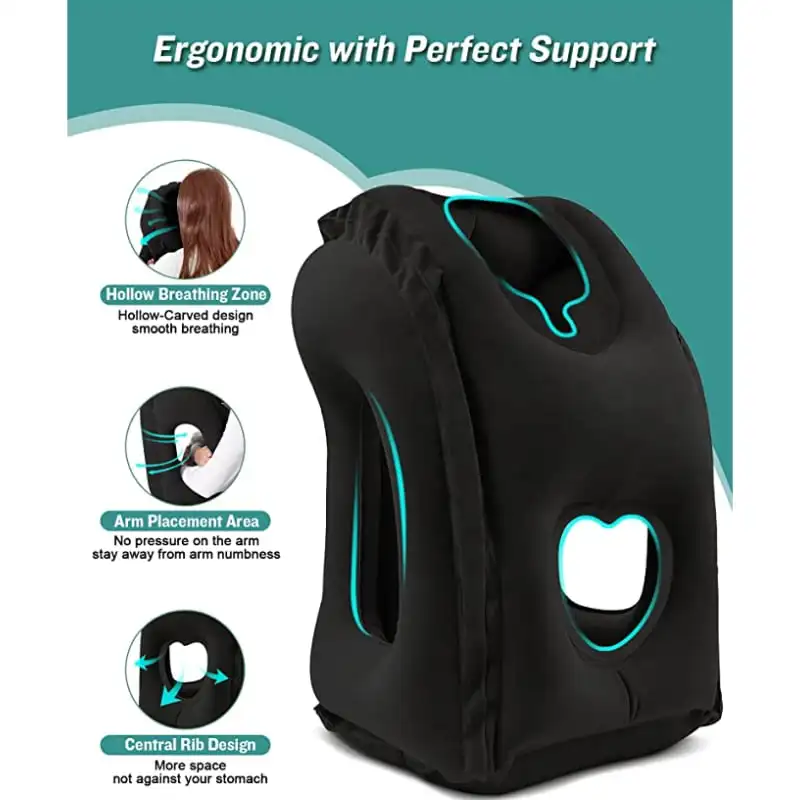 Ergonomic with Perfect Support
Hollow Breathing Zone
Hollow-Carved design
smooth breathing
Arm Placement Area
No pressure on the arm
stay away from arm numbness
Central Rib Design
More space
not against your stomach